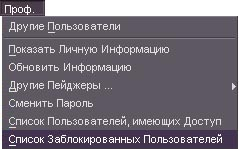 Проф.
Другие Пользователи
Показать Личную Информацию
Обновить Информацию
Другие Пейджеры ...
Сменить Пароль
Список Пользователей, имеющих Доступ
Список Заблокированных Пользователей